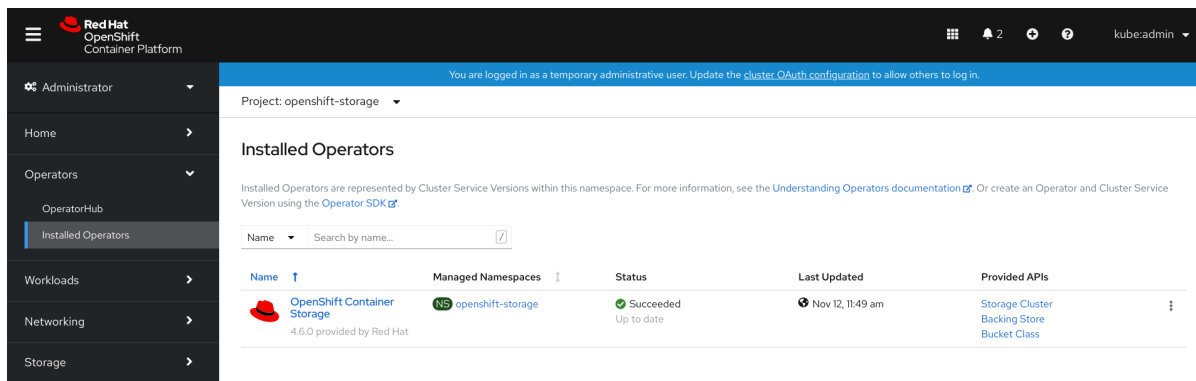 Red Hat
OpenShift
Container Platform
2
kube:admin
Administrator
You are logged in as a temporary administrative user. Update the cluster OAuth configuration to allow others to log in.
Project: openshift-storage
Home
Operators
OperatorHub
Installed Operators
Workloads
Networking
Storage
Installed Operators
Installed Operators are represented by Cluster Service Versions within this namespace. For more information, see the Understanding Operators documentation. Or create an Operator and Cluster Service
Version using the Operator SDK.
Name Search by name... /
Name Managed Namespaces Status Last Updated Provided APIs
OpenShift Container
Storage
4.6.0 provided by Red Hat
NS openshift-storage
Succeeded
Up to date
Nov 12, 11:49 am
Storage Cluster
Backing Store
Bucket Class